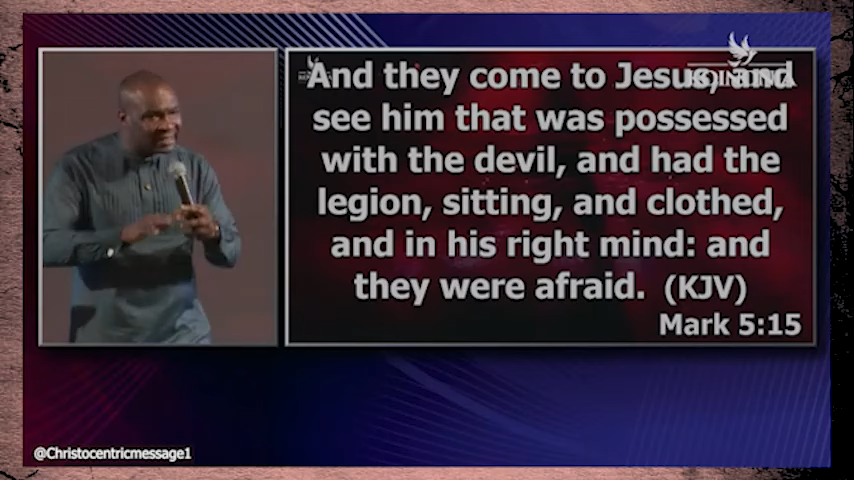 And they come to Jesus, and
see him that was possessed
with the devil, and had the
legion, sitting, and clothed,
and in his right mind: and
they were afraid. (KJV)
Mark 5:15
KOINONIA
@Christocentricmessage1